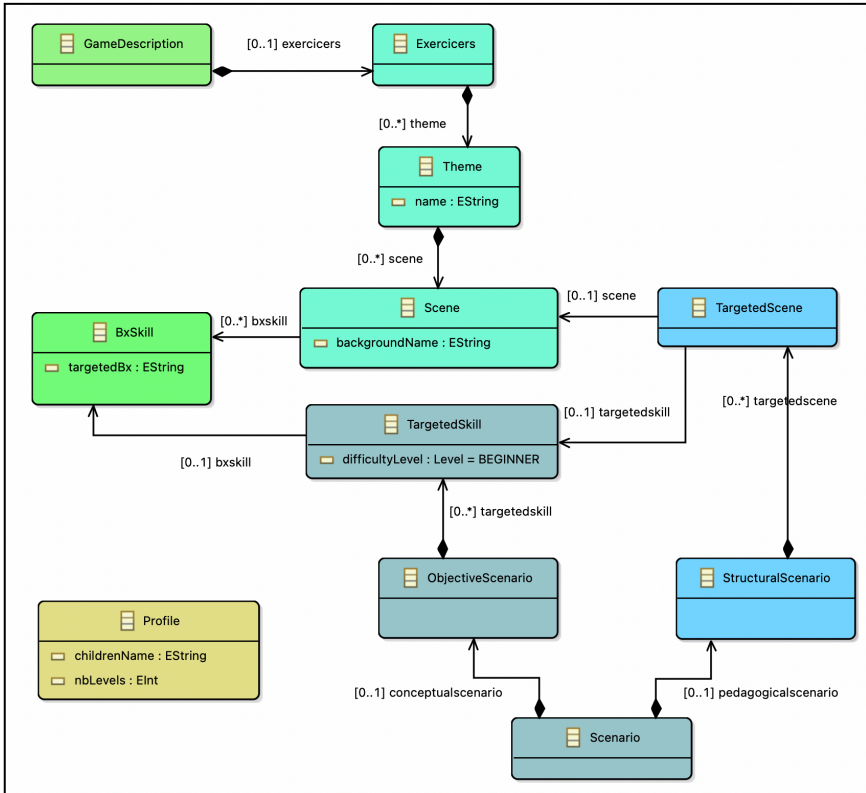 GameDescription
[0..1] exercicers
Exercicers
[0..*] theme
Theme
name : EString
[0..*] scene
Scene
backgroundName : EString
[0..1] scene
TargetedScene
[0..*] bxskill
BxSkill
targetedBx : EString
[0..1] targetedskill
[0..*] targetedscene
TargetedSkill
difficultyLevel : Level = BEGINNER
[0..1] bxskill
[0..*] targetedskill
ObjectiveScenario
StructuralScenario
Profile
childrenName : EString
nbLevels : EInt
[0..1] conceptualscenario
[0..1] pedagogicalscenario
Scenario